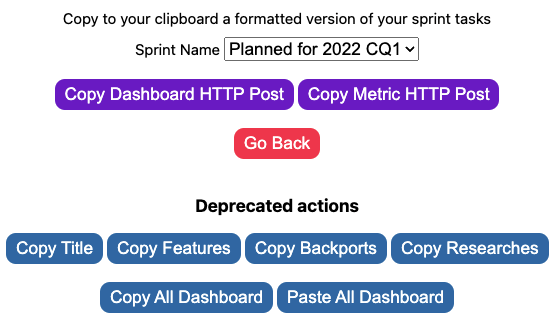 Copy to your clipboard a formatted version of your sprint tasks
Sprint Name Planned for 2022 CQ1
Copy Dashboard HTTP Post Copy Metric HTTP Post
Go Back
Deprecated actions
Copy Title Copy Features Copy Backports Copy Researches
Copy All Dashboard Paste All Dashboard